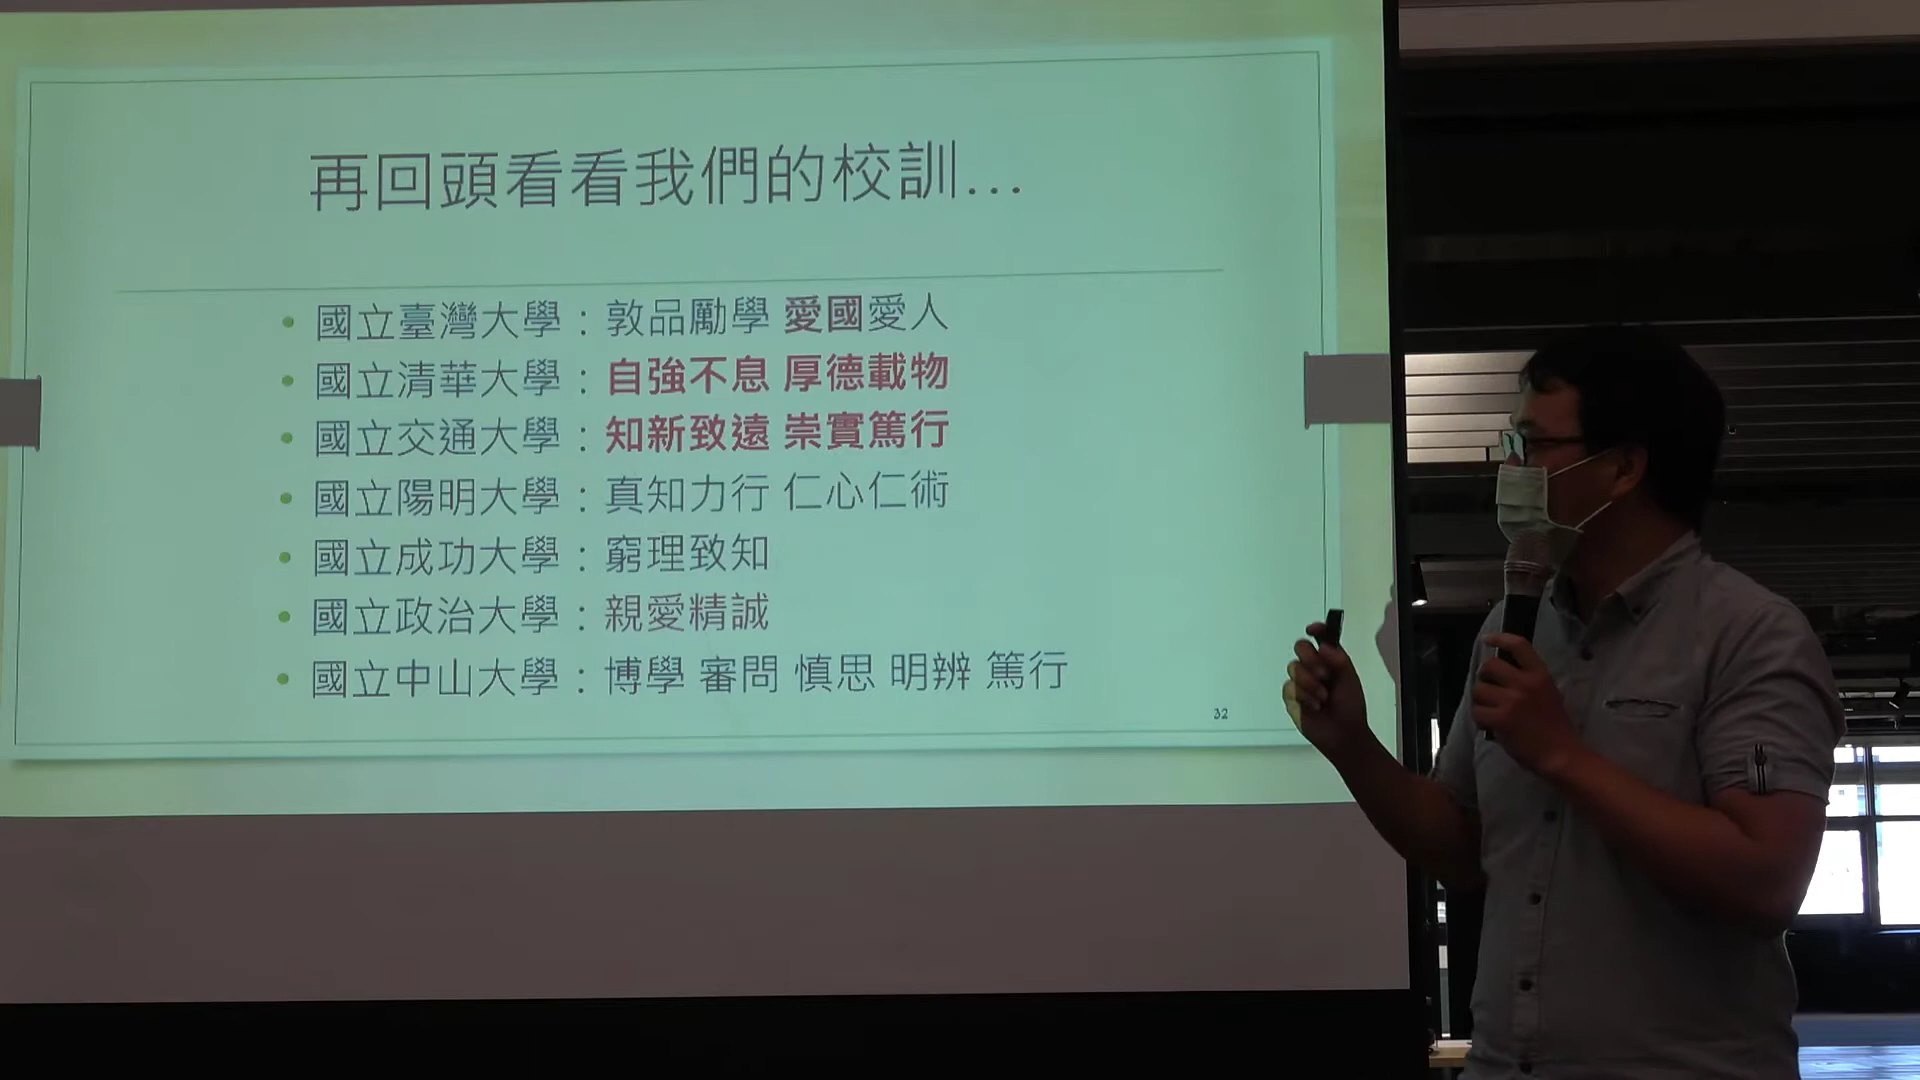 再回頭看看我們的校訓…
• 國立臺灣大學：敦品勵學 愛國愛人
• 國立清華大學：自強不息 厚德載物
• 國立交通大學：知新致遠 崇實篤行
• 國立陽明大學：真知力行 仁心仁術
• 國立成功大學：窮理致知
• 國立政治大學：親愛精誠
• 國立中山大學：博學 審問 慎思 明辨 篤行
32